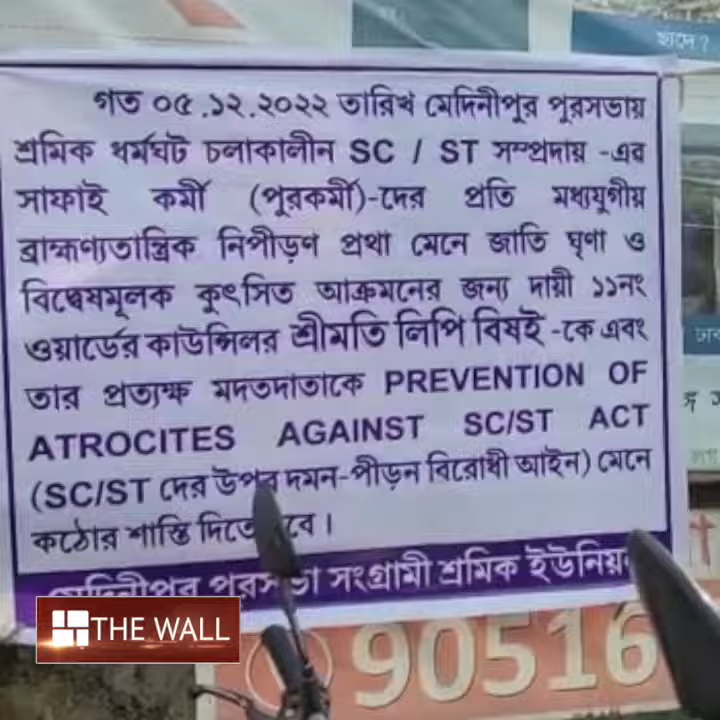 হাদে ?
গত ০৫.১২.২০২২ তারিখ মেদিনীপুর পুরসভায়
শ্রমিক ধর্মঘট চলাকালীন SC / ST সম্প্রদায় -এর
সাফাই কর্মী (পুরকর্মী)-দের প্রতি মধ্যযুগীয়
ব্রাহ্মণ্যতান্ত্রিক নিপীড়ণ প্রথা মেনে জাতি ঘৃণা ও
বিদ্বেষমূলক কুৎসিত আক্রমনের জন্য দায়ী ১১নং
ওয়ার্ডের কাউন্সিলর শ্রীমতি লিপি বিষই -কে এবং
তার প্রত্যক্ষ মদতদাতাকে PREVENTION OF
ATROCITES AGAINST SC/ST ACT
(SC/ST দের উপর দমন-পীড়ন বিরোধী আইন) মেনে
কঠোর শাস্তি দিতে হবে।
মেদিনীপুর পুরসভা সংগ্রামী শ্রমিক ইউনিয়ন
THE WALL
90516